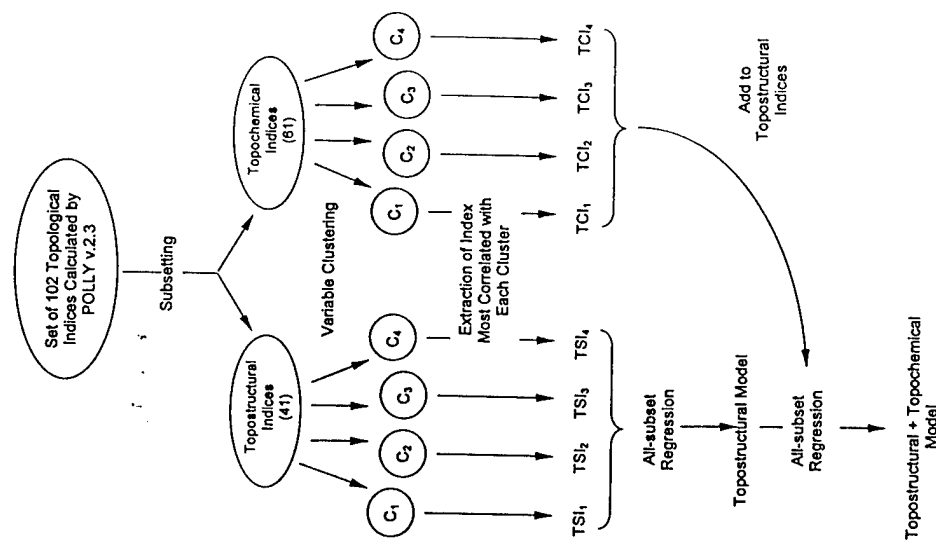 Set of 102 Topological
Indices Calculated by
POLLY v.2.3
Subsetting
Topostructural
Indices
(41)
Topochemical
Indices
(61)
Variable Clustering
C₁
C₂
C₃
C₄
C₁
C₂
C₃
C₄
Extraction of Index
Most Correlated with
Each Cluster
TSI₁
TSI₂
TSI₃
TSI₄
TCI₁
TCI₂
TCI₃
TCI₄
All-subset
Regression
Topostructural Model
Add to
Topostructural
Indices
All-subset
Regression
Topostructural + Topochemical
Model